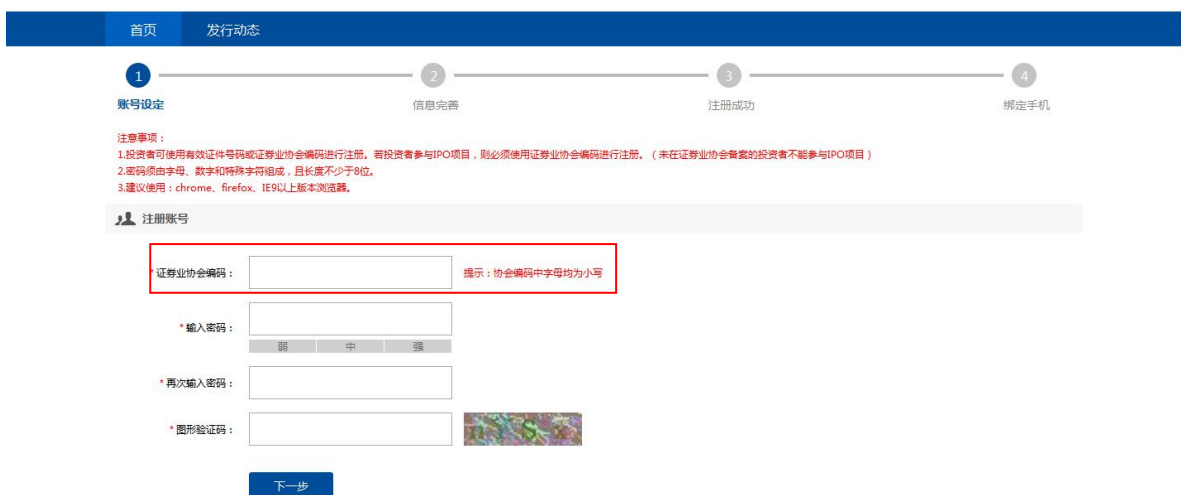 首页 发行动态
1 2 3 4
账号设定 信息完善 注册成功 绑定手机
注意事项：
1.投资者可使用有效证件号码或证券业协会编码进行注册。若投资者参与IPO项目，则必须使用证券业协会编码进行注册。（未在证券业协会备案的投资者不能参与IPO项目）
2.密码须由字母、数字和特殊字符组成，且长度不少于8位。
3.建议使用：chrome、firefox、IE9以上版本浏览器。
注册账号
*证券业协会编码： 提示：协会编码中字母均为小写
*输入密码：
弱 中 强
*再次输入密码：
*图形验证码：
下一步